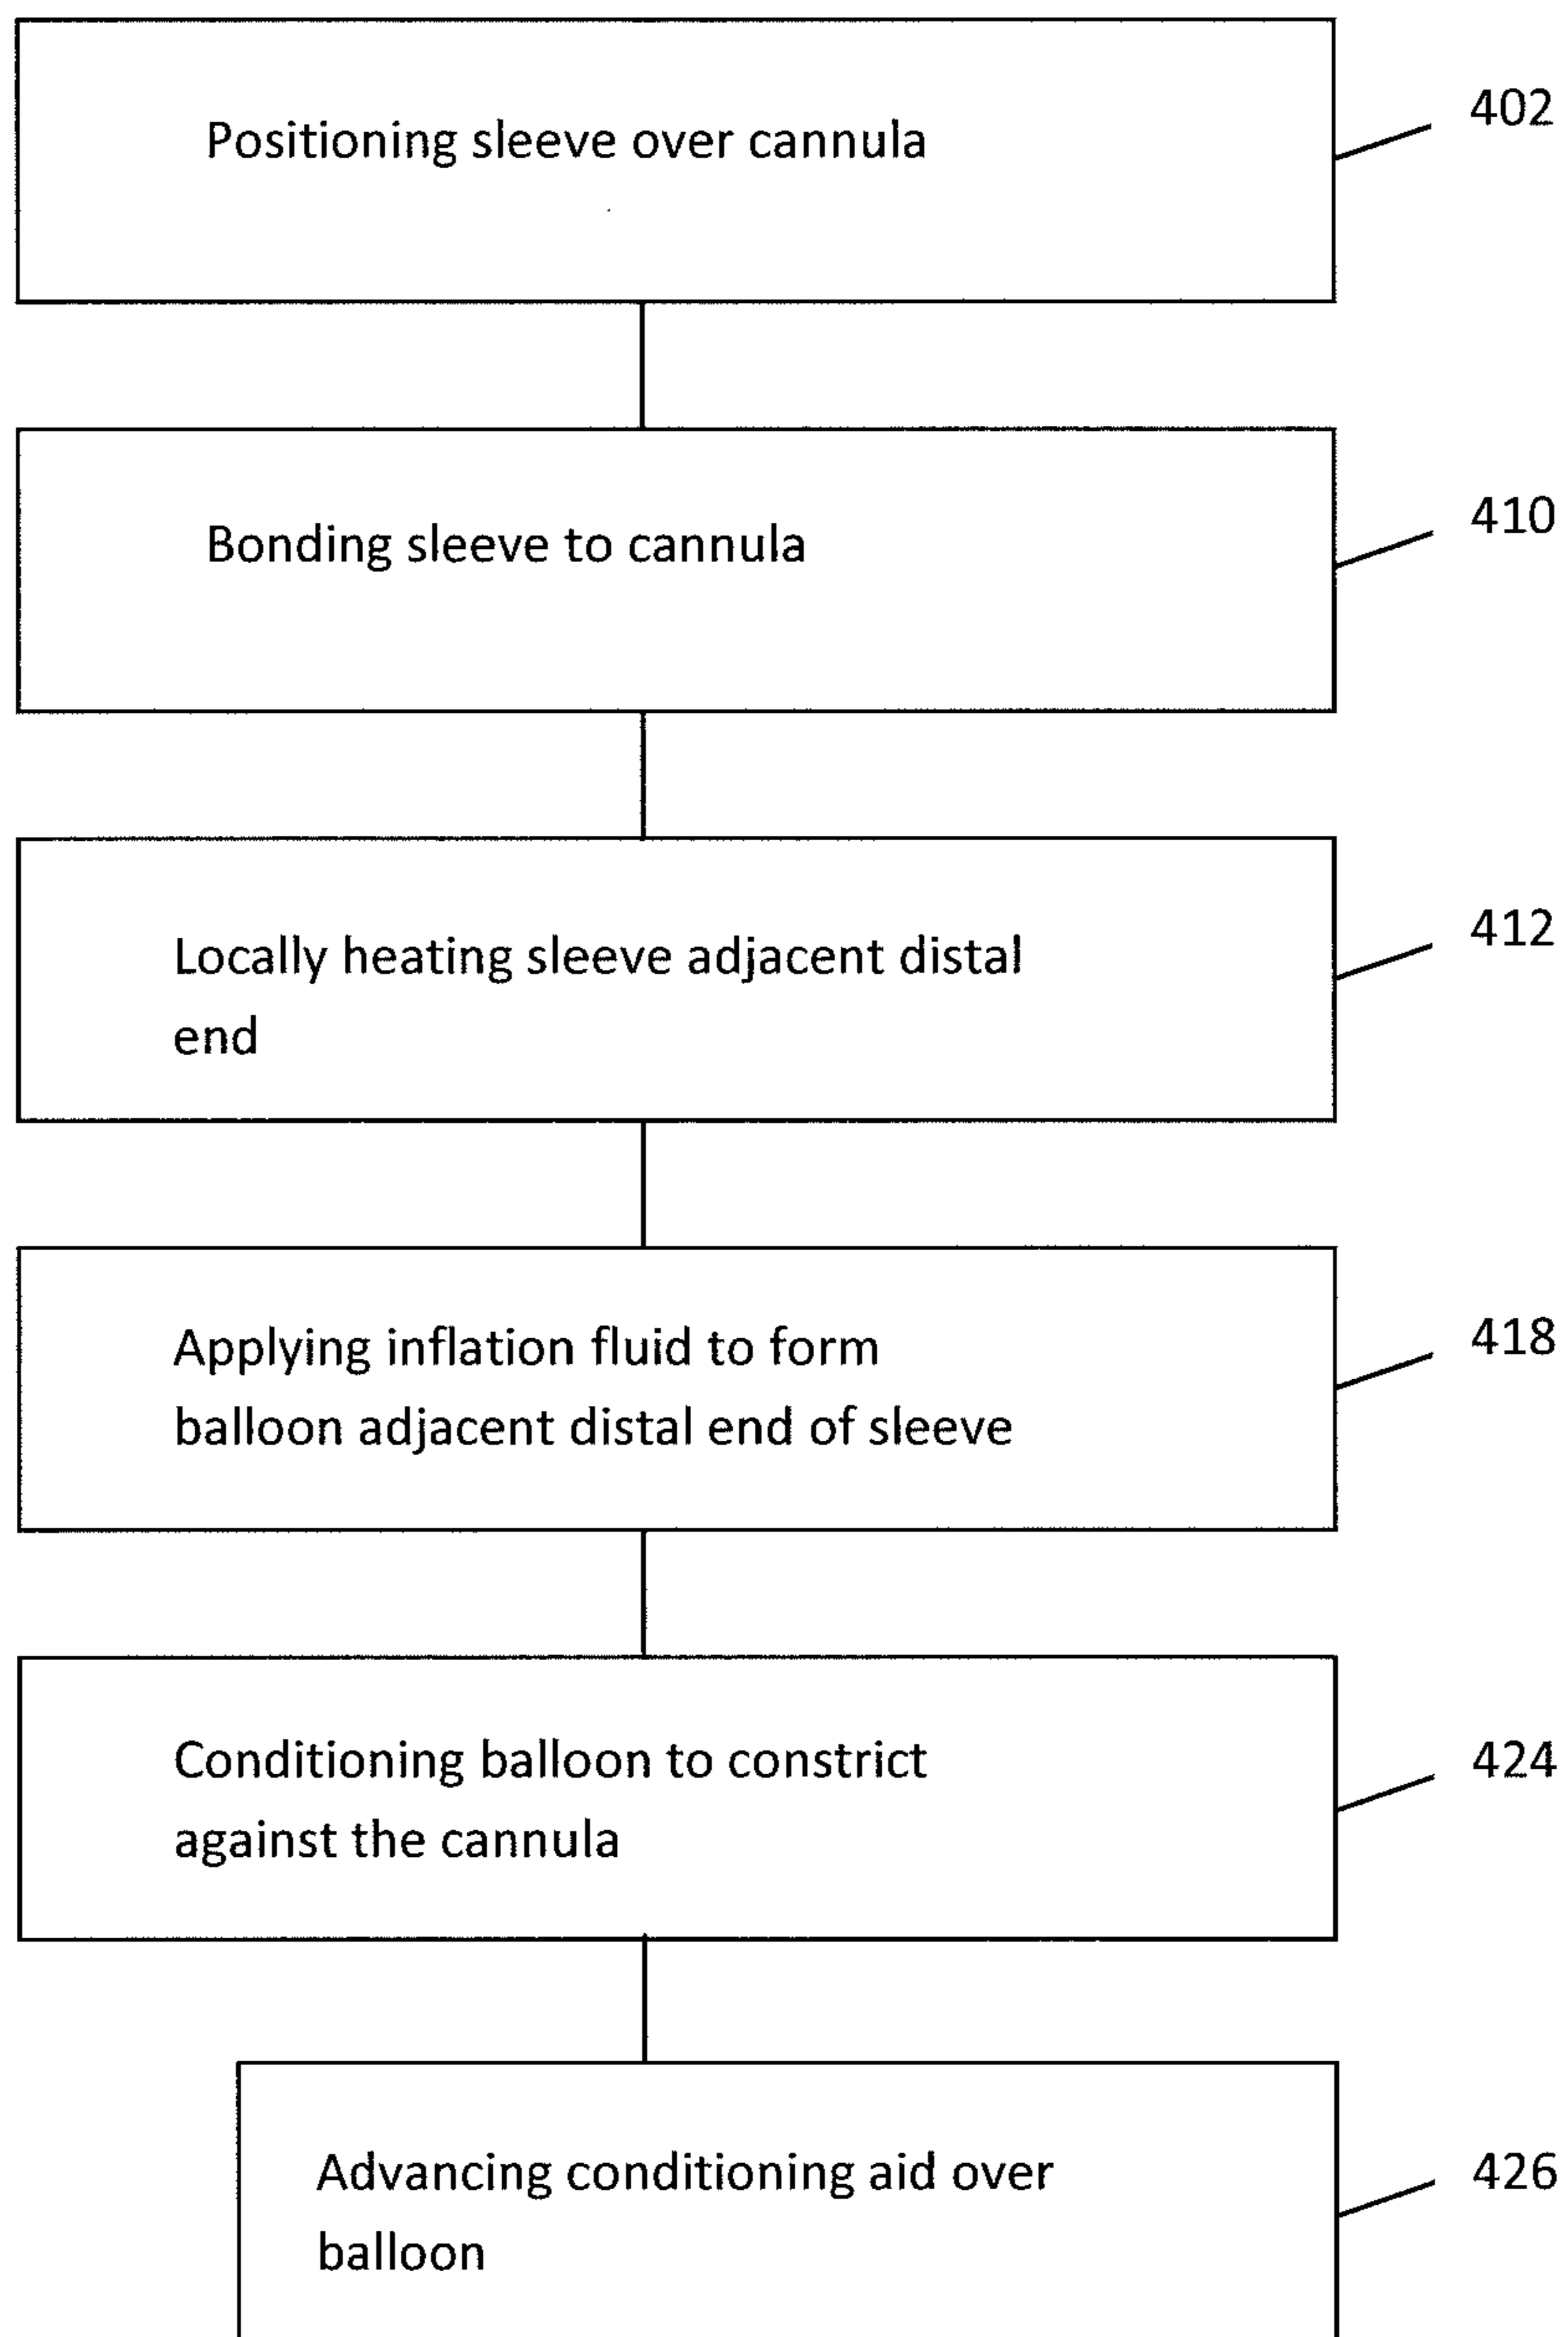 Positioning sleeve over cannula
402
Bonding sleeve to cannula
410
Locally heating sleeve adjacent distal
end
412
Applying inflation fluid to form
balloon adjacent distal end of sleeve
418
Conditioning balloon to constrict
against the cannula
424
Advancing conditioning aid over
balloon
426